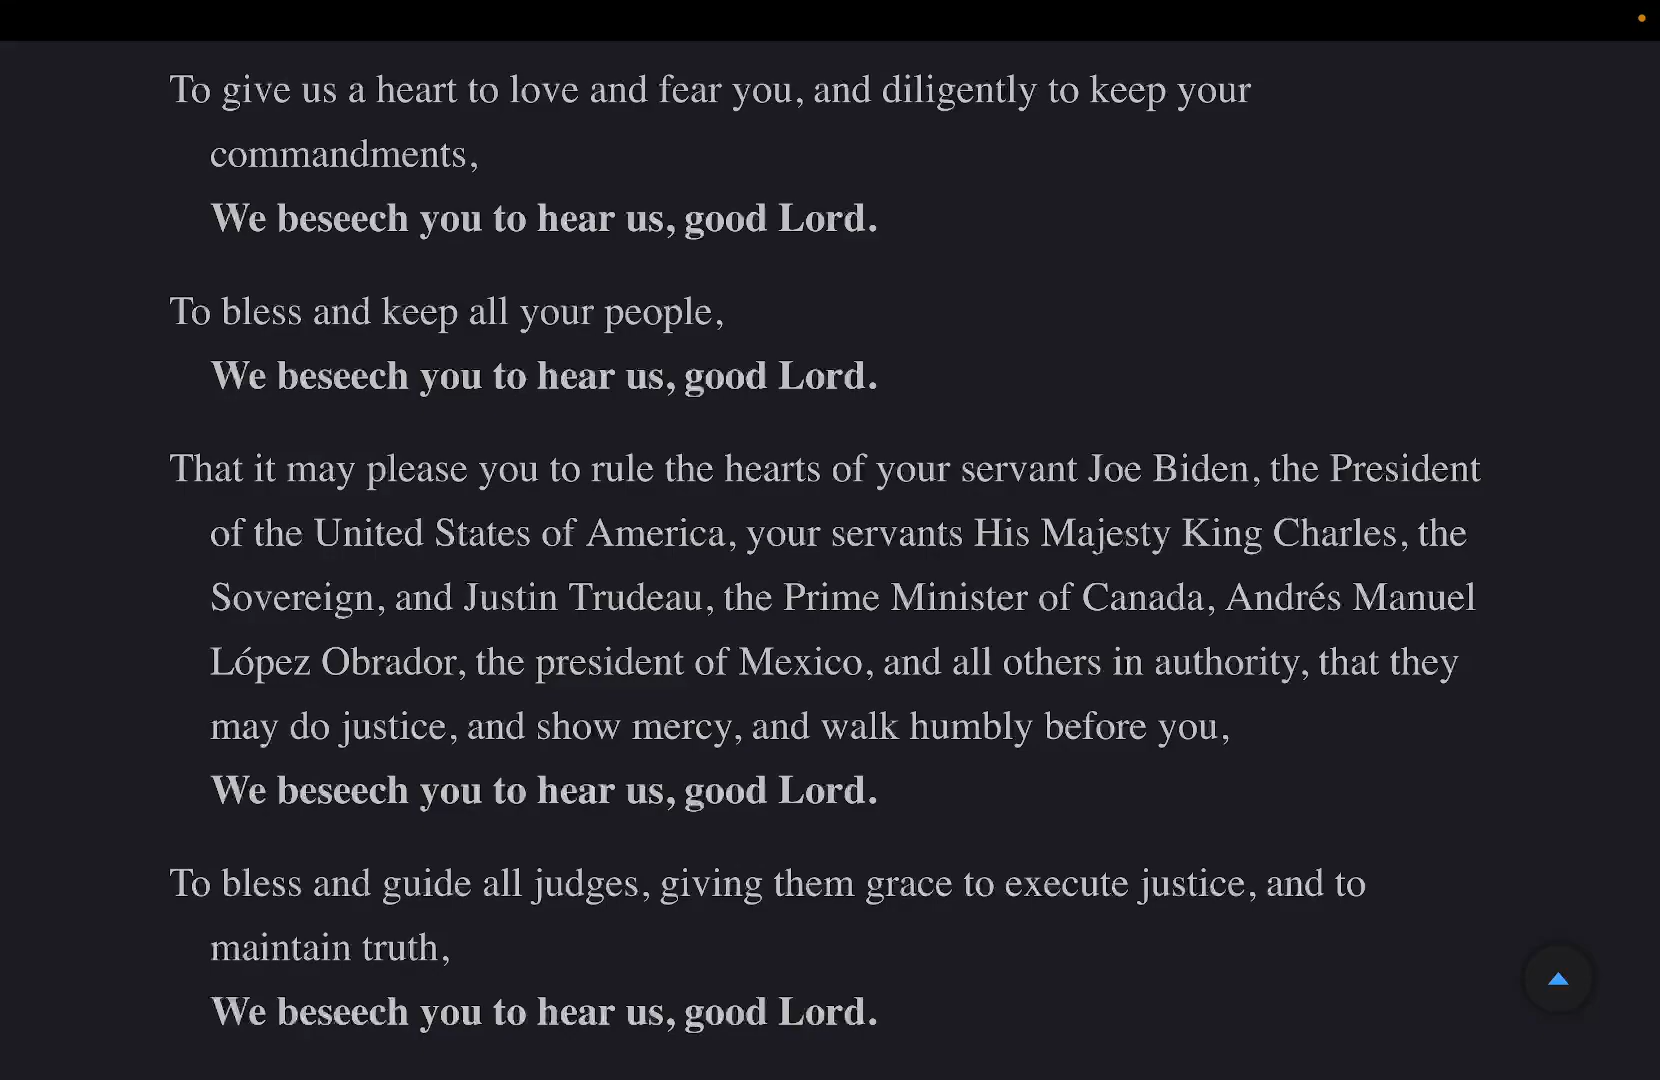 To give us a heart to love and fear you, and diligently to keep your
commandments,
We beseech you to hear us, good Lord.
To bless and keep all your people,
We beseech you to hear us, good Lord.
That it may please you to rule the hearts of your servant Joe Biden, the President
of the United States of America, your servants His Majesty King Charles, the
Sovereign, and Justin Trudeau, the Prime Minister of Canada, Andrés Manuel
López Obrador, the president of Mexico, and all others in authority, that they
may do justice, and show mercy, and walk humbly before you,
We beseech you to hear us, good Lord.
To bless and guide all judges, giving them grace to execute justice, and to
maintain truth,
We beseech you to hear us, good Lord.